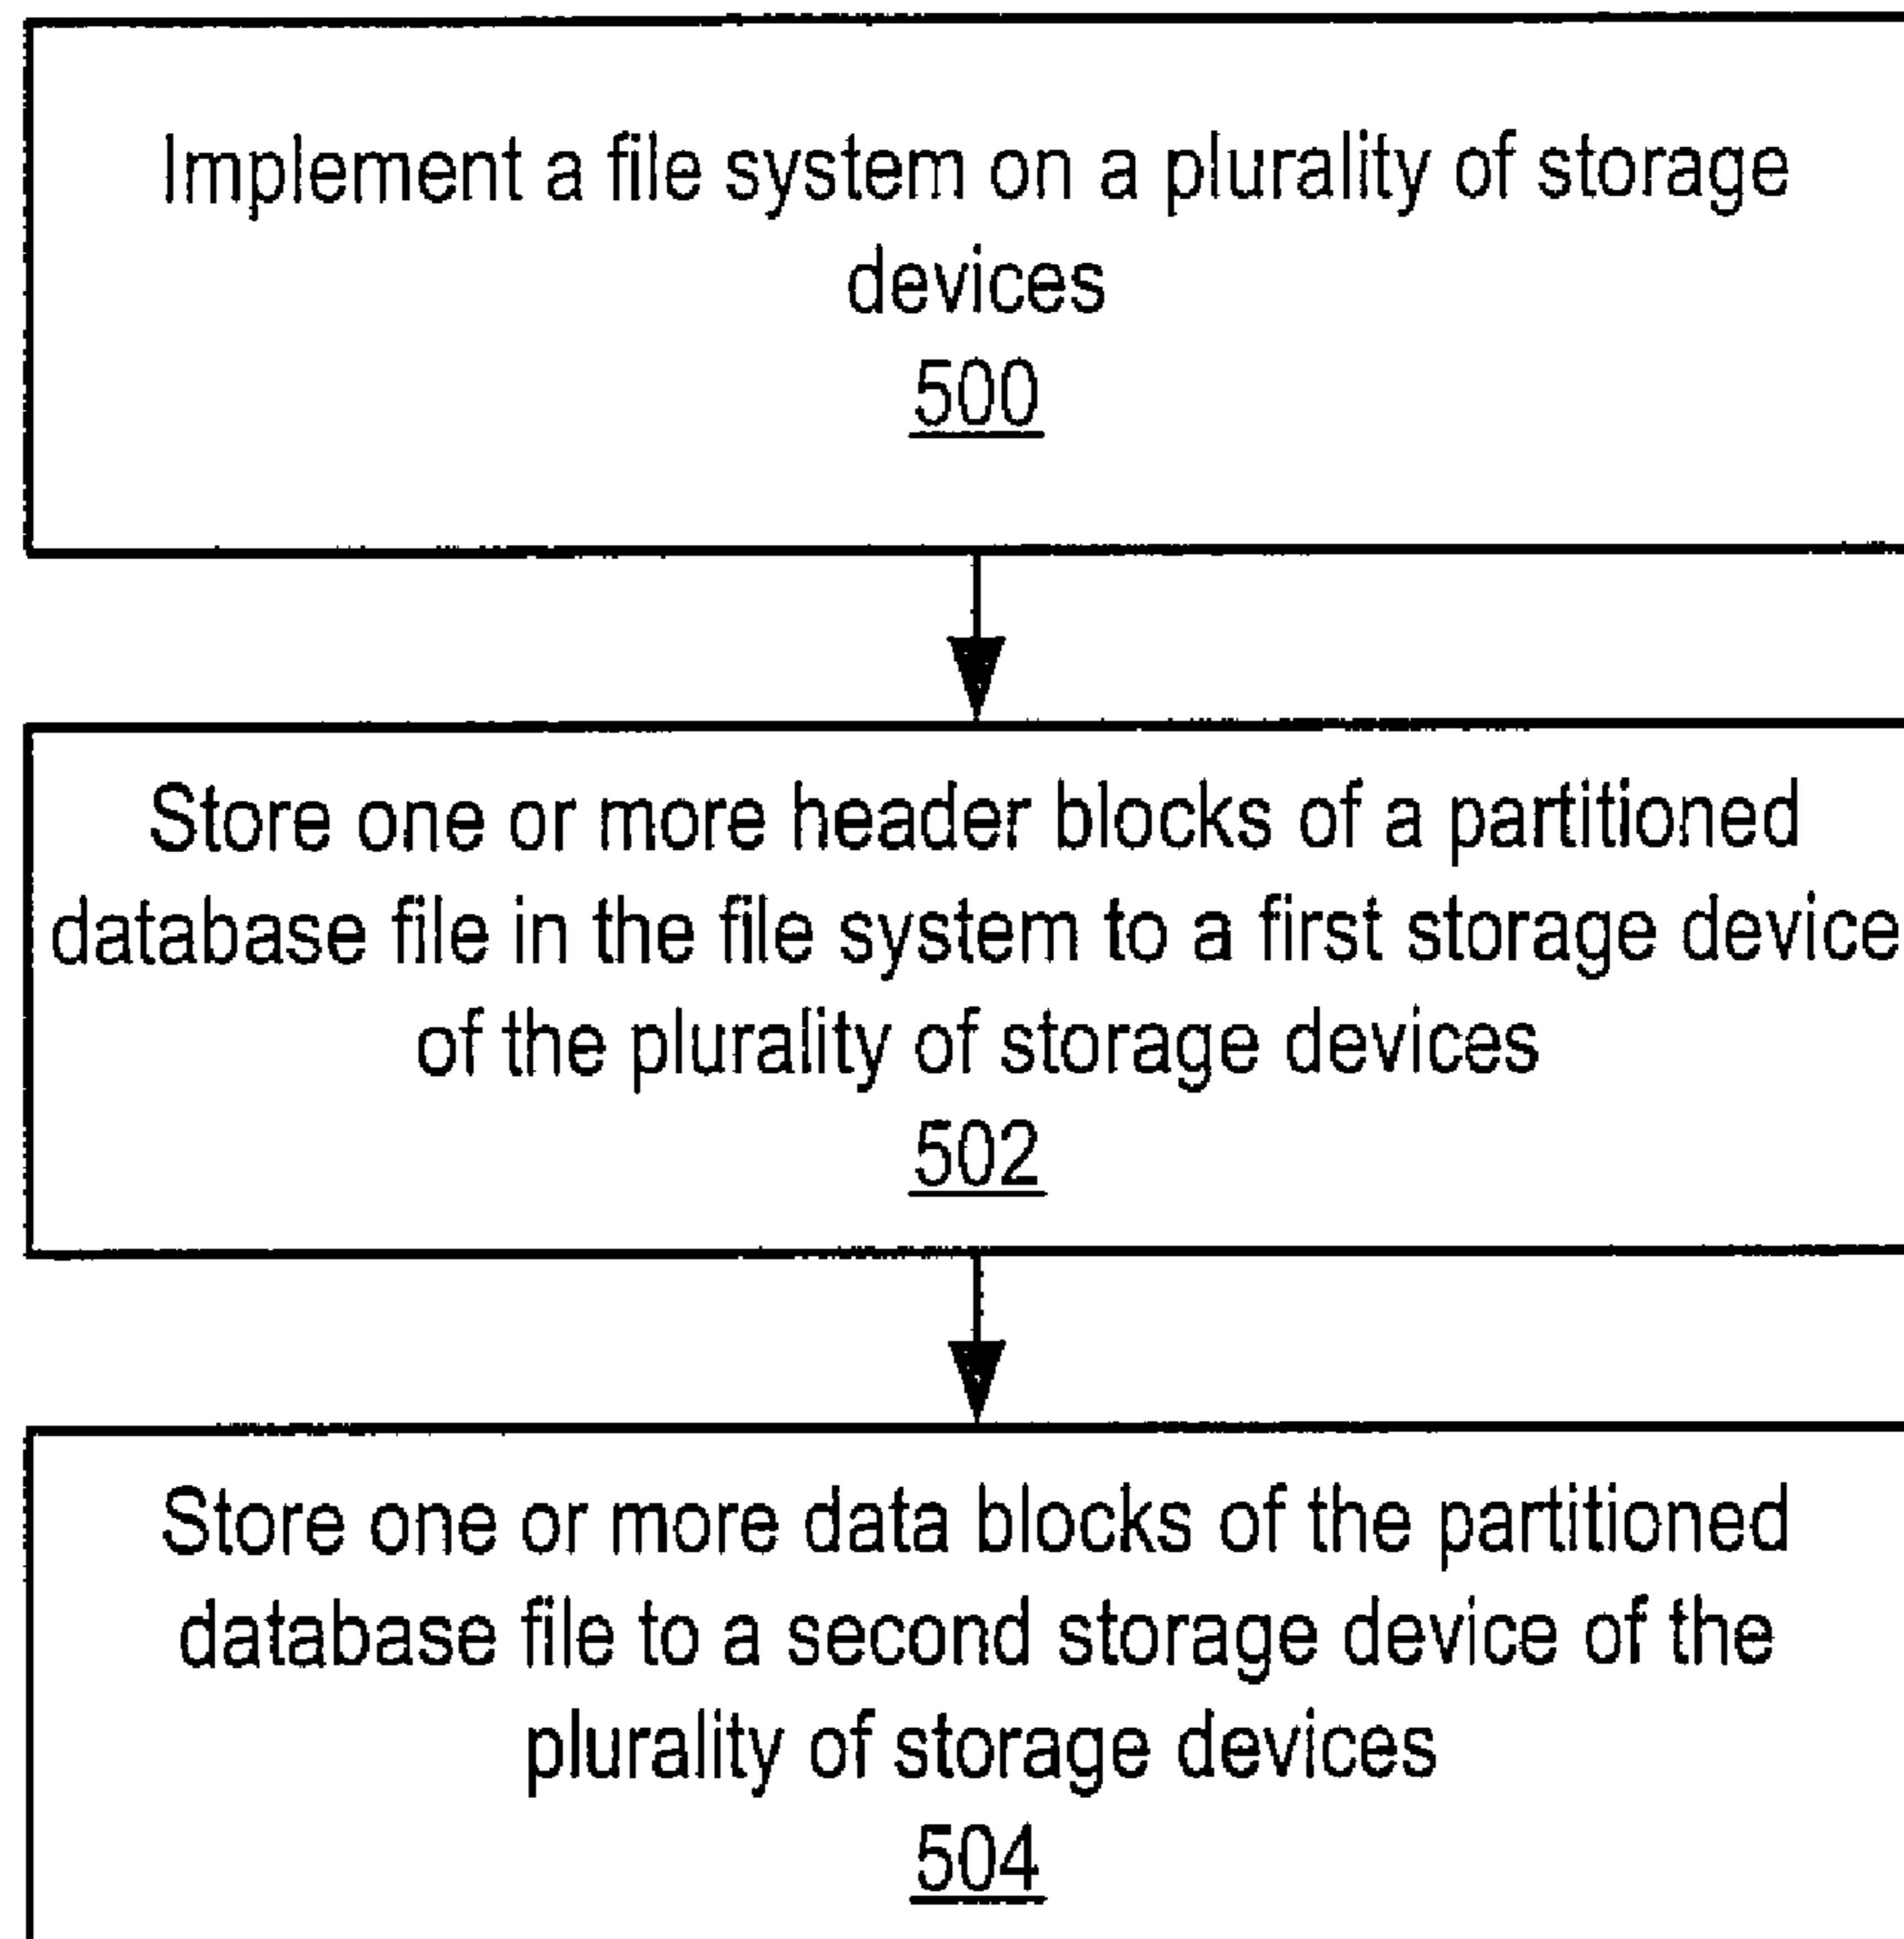 Implement a file system on a plurality of storage
devices
500
Store one or more header blocks of a partitioned
database file in the file system to a first storage device
of the plurality of storage devices
502
Store one or more data blocks of the partitioned
database file to a second storage device of the
plurality of storage devices
504